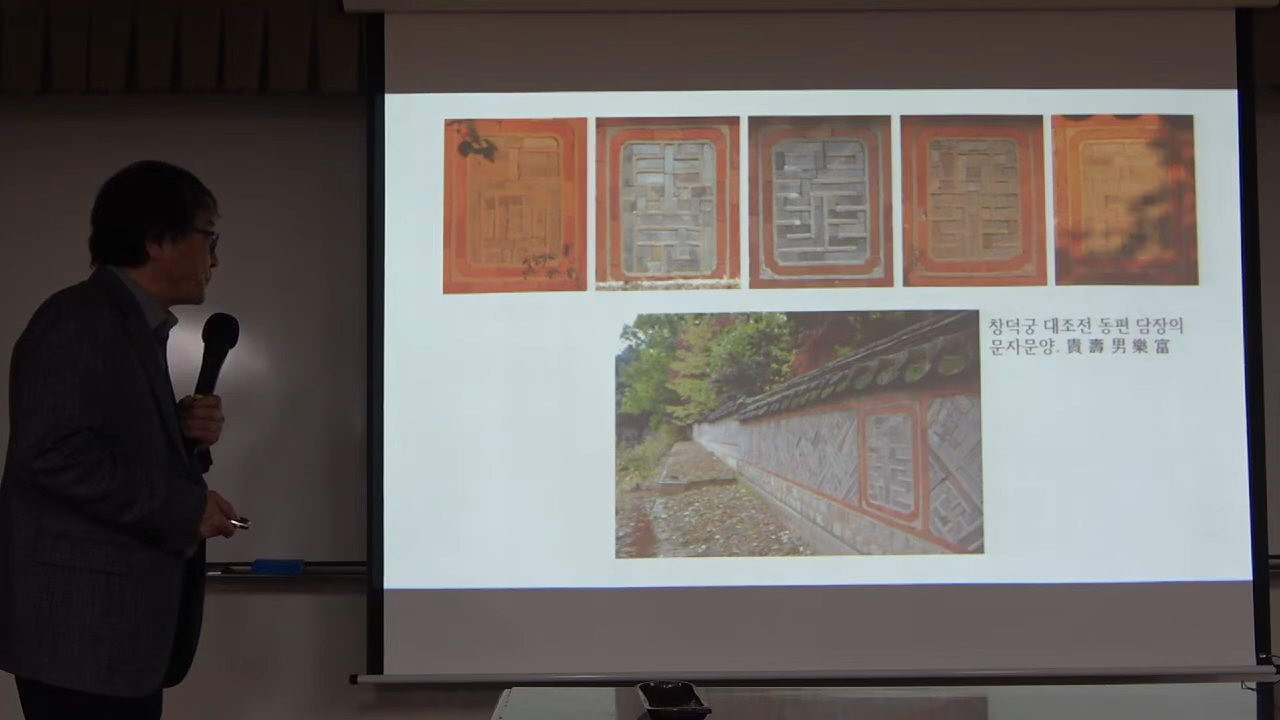 창덕궁 대조전 동편 담장의
문자문양. 貴 壽 男 樂 富